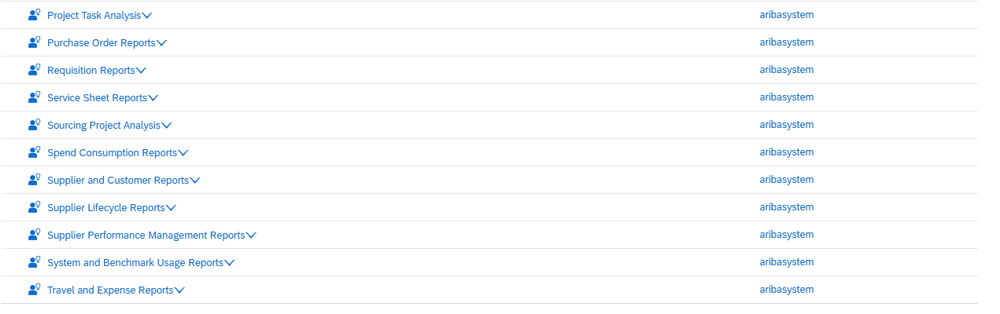 Project Task Analysis aribasystem
Purchase Order Reports aribasystem
Requisition Reports aribasystem
Service Sheet Reports aribasystem
Sourcing Project Analysis aribasystem
Spend Consumption Reports aribasystem
Supplier and Customer Reports aribasystem
Supplier Lifecycle Reports aribasystem
Supplier Performance Management Reports aribasystem
System and Benchmark Usage Reports aribasystem
Travel and Expense Reports aribasystem